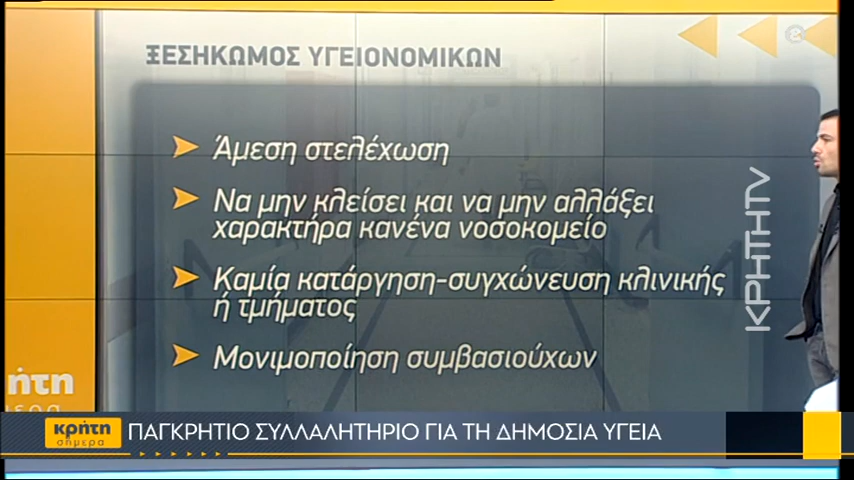 ΞΕΣΗΚΩΜΟΣ ΥΓΕΙΟΝΟΜΙΚΩΝ
Άμεση στελέχωση
Να μην κλείσει και να μην αλλάξει
χαρακτήρα κανένα νοσοκομείο
Καμία κατάργηση-συγχώνευση κλινικής
ή τμήματος
Μονιμοποίηση συμβασιούχων
ΚΡΗΤΗTV
κρήτη
σήμερα
ΠΑΓΚΡΗΤΙΟ ΣΥΛΛΑΛΗΤΗΡΙΟ ΓΙΑ ΤΗ ΔΗΜΟΣΙΑ ΥΓΕΙΑ